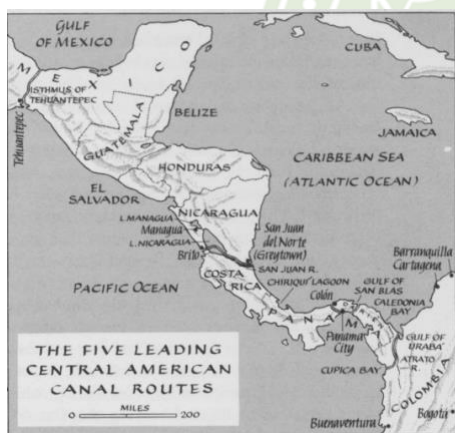 GULF
OF MEXICO
CUBA
MEXICO
ISTHMUS OF
TEHUANTEPEC
Tehuantepec
GUATEMALA
BELIZE
JAMAICA
HONDURAS
CARIBBEAN SEA
(ATLANTIC OCEAN)
EL
SALVADOR
NICARAGUA
L. MANAGUA
Managua
L. NICARAGUA
Brito
San Juan
del Norte
(Greytown)
SAN JUAN R.
COSTA
RICA
CHIRIQUI LAGOON
Colón
GULF OF
SAN BLAS
CALEDONIA
BAY
Barranquilla
Cartagena
PACIFIC OCEAN
PANAMA
Panama
City
DARIEN
GULF OF
URABA
ATRATO
R.
CUPICA BAY
COLOMBIA
Bogota
Buenaventura
THE FIVE LEADING
CENTRAL AMERICAN
CANAL ROUTES
MILES
0 200